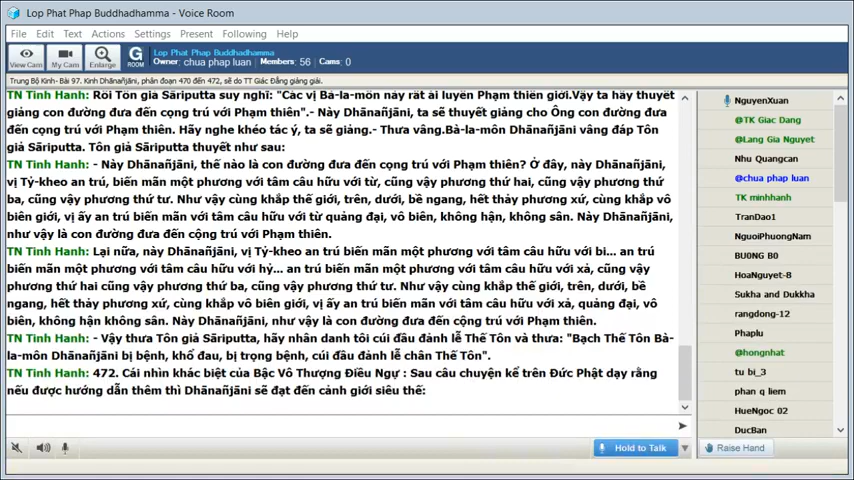 Lop Phat Phap Buddhadhamma - Voice Room
File Edit Text Actions Settings Present Following Help
View Cam My Cam Enlarge G ROOM
Lop Phat Phap Buddhadhamma
Owner: chua phap luan Members: 56 Cams: 0
Trung Bộ Kinh- Bài 97. Kinh Dhanañjāni, phân đoạn 470 đến 472, sẽ do TT Giác Đẳng giảng giải.
TN Tinh Hanh: Rồi Tôn giả Sāriputta suy nghĩ: "Các vị Bà-la-môn này rất ái luyến Phạm thiên giới.Vậy ta hãy thuyết
giảng con đường đưa đến cọng trú với Phạm thiên".- Này Dhānañjāni, ta sẽ thuyết giảng cho Ông con đường đưa
đến cọng trú với Phạm thiên. Hãy nghe khéo tác ý, ta sẽ giảng.- Thưa vâng.Bà-la-môn Dhānañjāni vâng đáp Tôn
giả Sāriputta. Tôn giả Sāriputta thuyết như sau:
TN Tinh Hanh: - Này Dhānañjāni, thế nào là con đường đưa đến cọng trú với Phạm thiên? Ở đây, này Dhānañjāni,
vị Tỷ-kheo an trú, biến mãn một phương với tâm câu hữu với từ, cũng vậy phương thứ hai, cũng vậy phương thứ
ba, cũng vậy phương thứ tư. Như vậy cùng khắp thế giới, trên, dưới, bề ngang, hết thảy phương xứ, cùng khắp vô
biên giới, vị ấy an trú biến mãn với tâm câu hữu với từ quảng đại, vô biên, không hận, không sân. Này Dhānañjāni,
như vậy là con đường đưa đến cọng trú với Phạm thiên.
TN Tinh Hanh: Lại nữa, này Dhānañjāni, vị Tỷ-kheo an trú biến mãn một phương với tâm câu hữu với bi... an trú
biến mãn một phương với tâm câu hữu với hỷ... an trú biến mãn một phương với tâm câu hữu với xả, cũng vậy
phương thứ hai cũng vậy phương thứ ba, cũng vậy phương thứ tư. Như vậy cùng khắp thế giới, trên, dưới, bề
ngang, hết thảy phương xứ, cùng khắp vô biên giới, vị ấy an trú biến mãn với tâm câu hữu với xả, quảng đại, vô
biên, không hận không sân. Này Dhānañjāni, như vậy là con đường đưa đến cọng trú với Phạm thiên.
TN Tinh Hanh: - Vậy thưa Tôn giả Sāriputta, hãy nhân danh tôi cúi đầu đảnh lễ Thế Tôn và thưa: "Bạch Thế Tôn Bà-
la-môn Dhānañjāni bị bệnh, khổ đau, bị trọng bệnh, cúi đầu đảnh lễ chân Thế Tôn".
TN Tinh Hanh: 472. Cái nhìn khác biệt của Bậc Vô Thượng Điều Ngự : Sau câu chuyện kể trên Đức Phật dạy rằng
nếu được hướng dẫn thêm thì Dhānañjāni sẽ đạt đến cảnh giới siêu thế:
NguyenXuan
@TK Giac Dang
@Lang Gia Nguyet
Nhu Quangcan
@chua phap luan
TK minhhanh
TranDao1
NguoiPhuongNam
BU0NG B0
HoaNguyet-8
Sukha and Dukkha
rangdong-12
Phaplu
@hongnhat
tu bi_3
phan q liem
HueNgoc 02
DucBan
Hold to Talk
Raise Hand